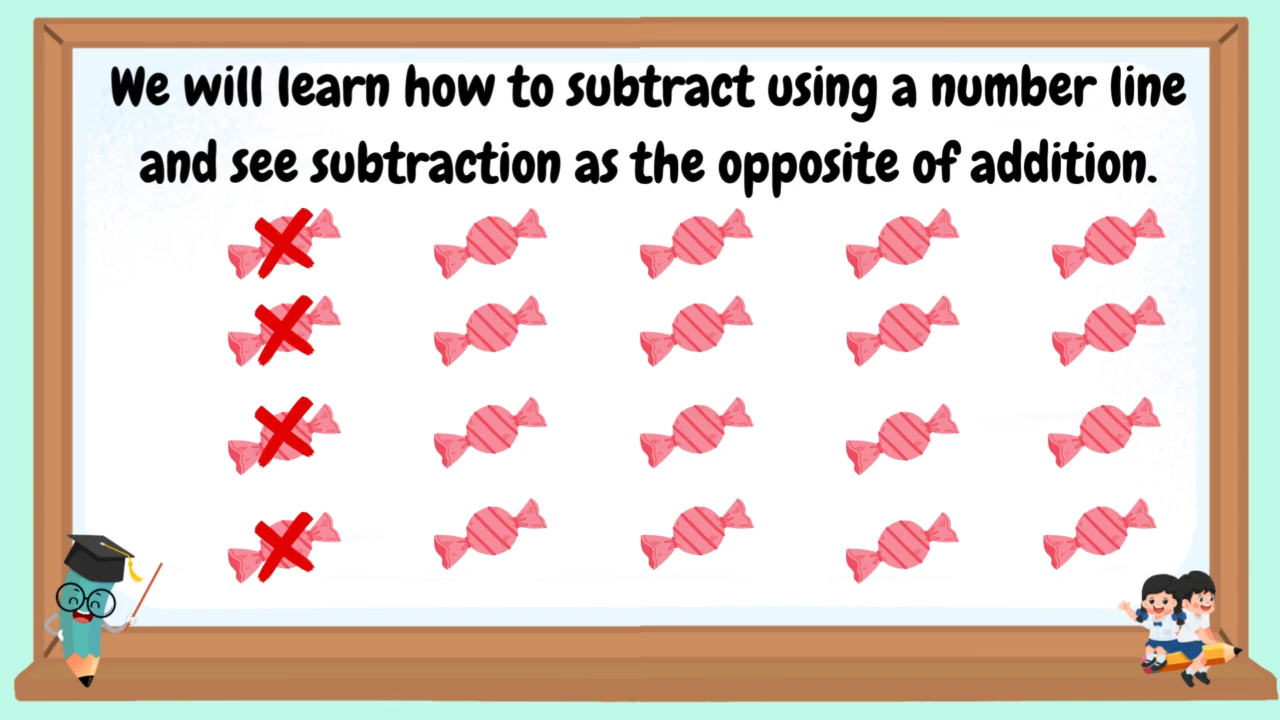 We will learn how to subtract using a number line
and see subtraction as the opposite of addition.